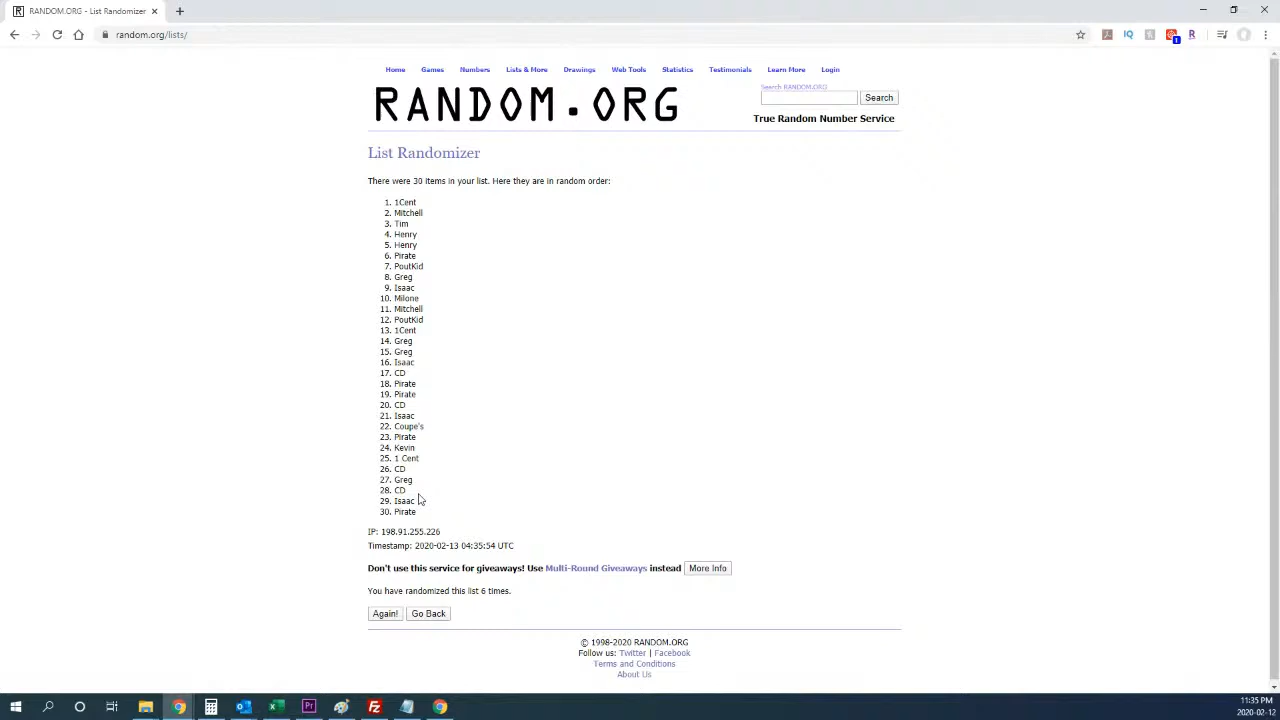 RANDOM.ORG - List Randomizer
random.org/lists/
Home Games Numbers Lists & More Drawings Web Tools Statistics Testimonials Learn More Login
Search RANDOM.ORG
RANDOM.ORG
Search
True Random Number Service
List Randomizer
There were 30 items in your list. Here they are in random order:
1. 1Cent
2. Mitchell
3. Tim
4. Henry
5. Henry
6. Pirate
7. PoutKid
8. Greg
9. Isaac
10. Milone
11. Mitchell
12. PoutKid
13. 1Cent
14. Greg
15. Greg
16. Isaac
17. CD
18. Pirate
19. Pirate
20. CD
21. Isaac
22. Coupe's
23. Pirate
24. Kevin
25. 1 Cent
26. CD
27. Greg
28. CD
29. Isaac
30. Pirate
IP: 198.91.255.226
Timestamp: 2020-02-13 04:35:54 UTC
Don't use this service for giveaways! Use Multi-Round Giveaways instead More Info
You have randomized this list 6 times.
Again! Go Back
© 1998-2020 RANDOM.ORG
Follow us: Twitter | Facebook
Terms and Conditions
About Us
11:35 PM
2020-02-12